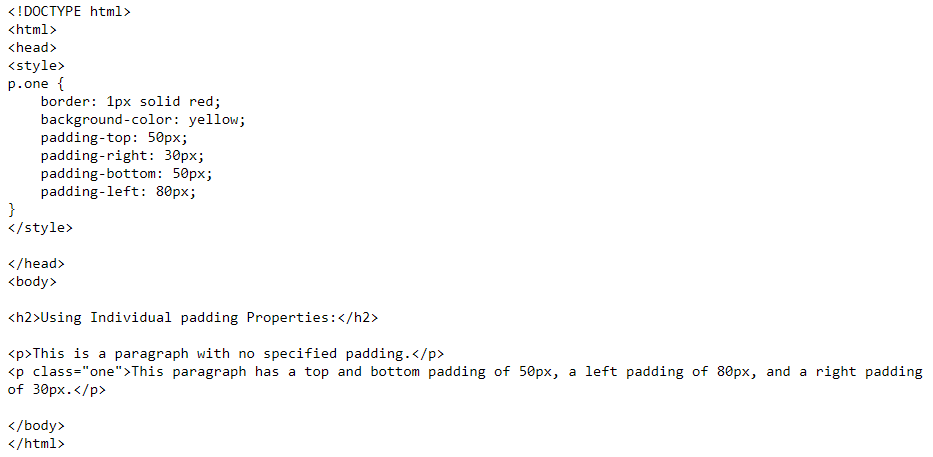 <!DOCTYPE html>
<html>
<head>
<style>
p.one {
    border: 1px solid red;
    background-color: yellow;
    padding-top: 50px;
    padding-right: 30px;
    padding-bottom: 50px;
    padding-left: 80px;
}
</style>

</head>
<body>

<h2>Using Individual padding Properties:</h2>

<p>This is a paragraph with no specified padding.</p>
<p class="one">This paragraph has a top and bottom padding of 50px, a left padding of 80px, and a right padding
of 30px.</p>

</body>
</html>